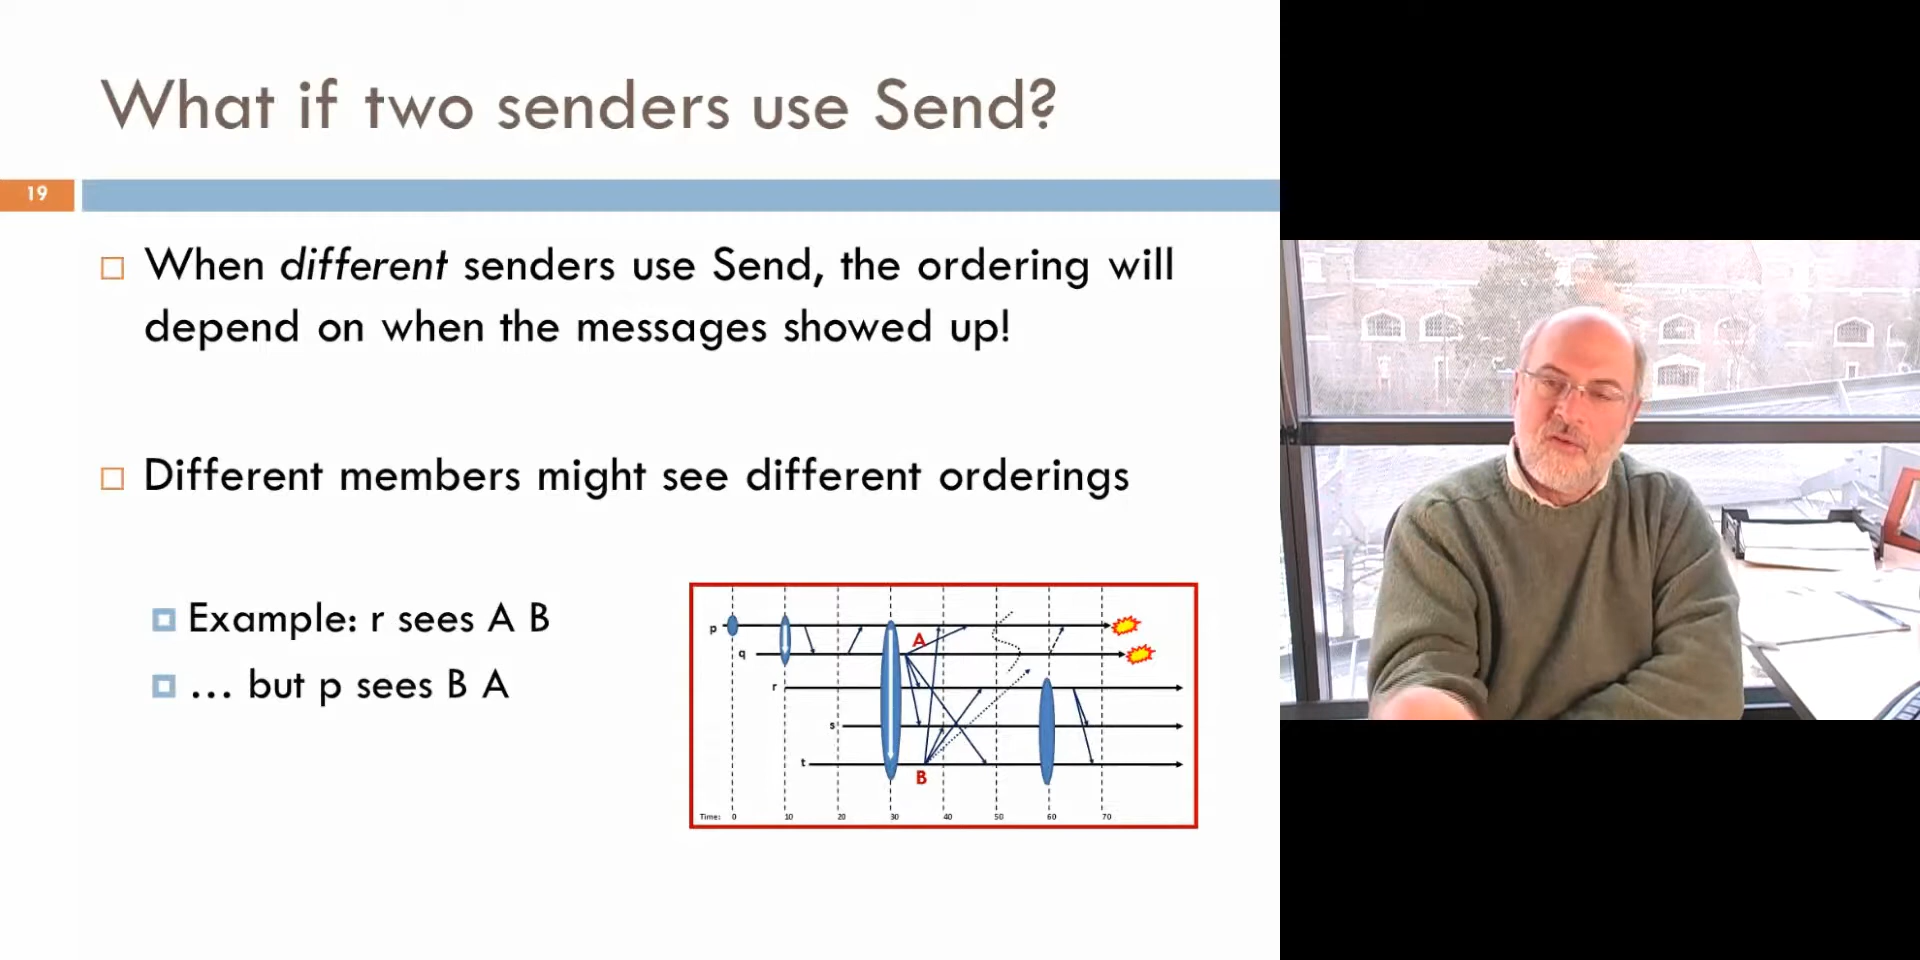 What if two senders use Send?
19
When different senders use Send, the ordering will
depend on when the messages showed up!
Different members might see different orderings
Example: r sees A B
… but p sees B A
p
q
r
s
t
A
B
Time: 0 10 20 30 40 50 60 70